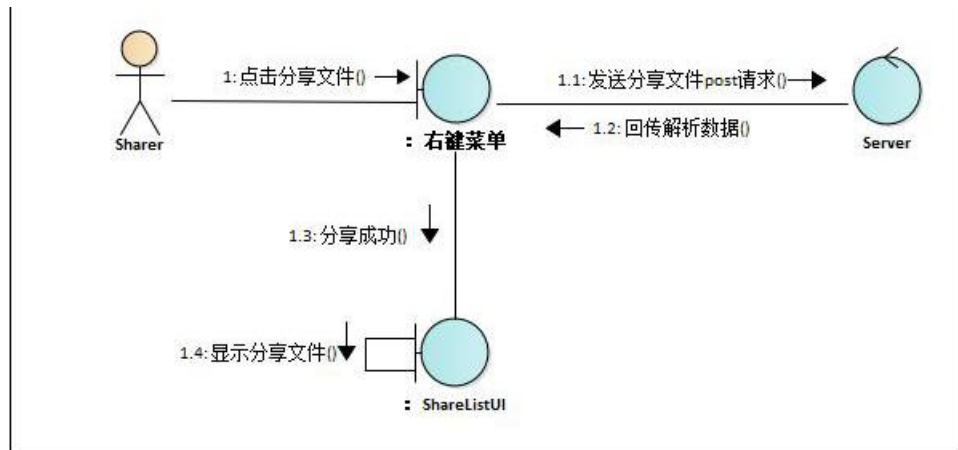 1: 点击分享文件()
1.1: 发送分享文件post请求()
1.2: 回传解析数据()
Sharer
: 右键菜单
Server
1.3: 分享成功()
1.4: 显示分享文件()
: ShareListUI